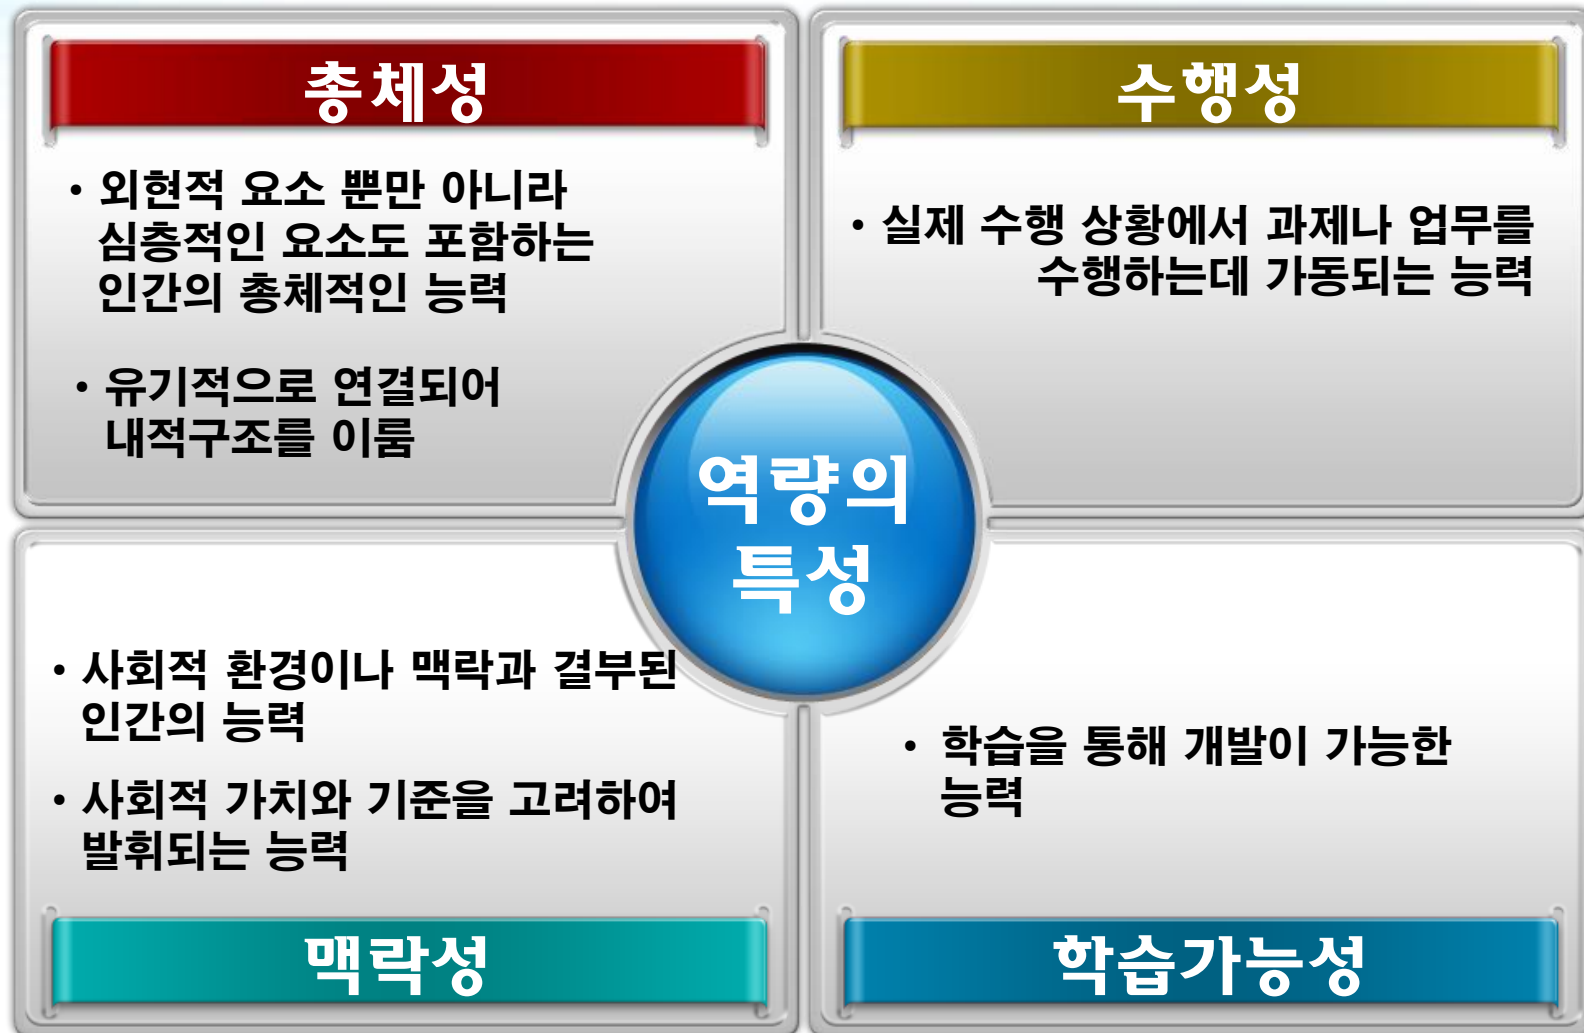 총체성
• 외현적 요소 뿐만 아니라
심층적인 요소도 포함하는
인간의 총체적인 능력
• 유기적으로 연결되어
내적구조를 이룸
수행성
• 실제 수행 상황에서 과제나 업무를
수행하는데 가동되는 능력
역량의
특성
• 사회적 환경이나 맥락과 결부된
인간의 능력
• 사회적 가치와 기준을 고려하여
발휘되는 능력
맥락성
• 학습을 통해 개발이 가능한
능력
학습가능성